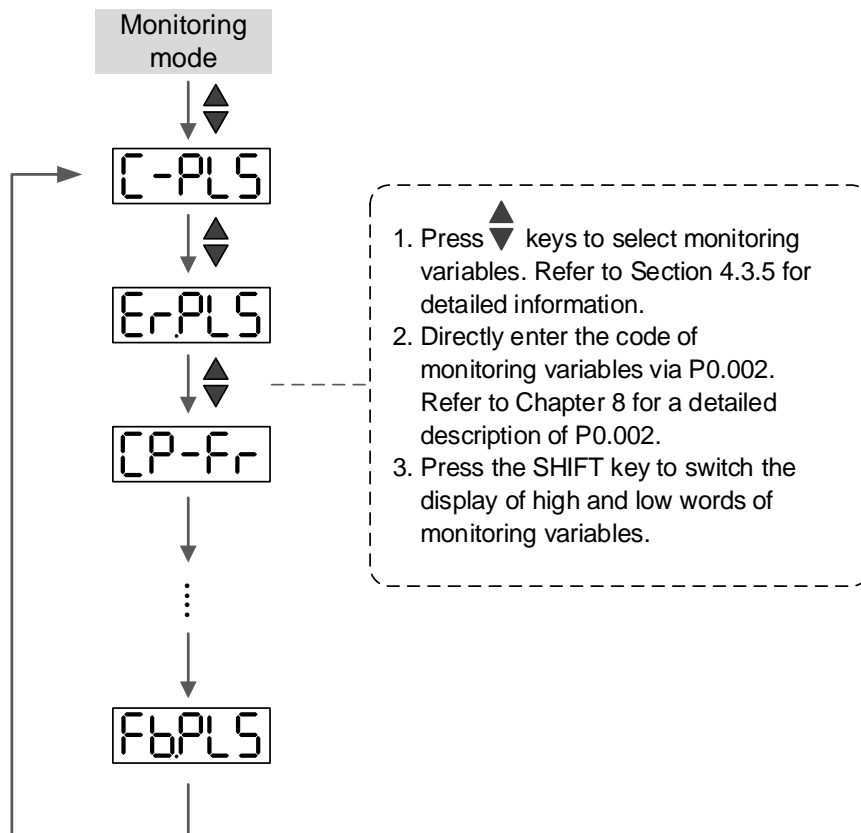 Monitoring
mode
C-PLS
Er.PLS
1. Press ▲▼ keys to select monitoring
variables. Refer to Section 4.3.5 for
detailed information.
2. Directly enter the code of
monitoring variables via P0.002.
Refer to Chapter 8 for a detailed
description of P0.002.
3. Press the SHIFT key to switch the
display of high and low words of
monitoring variables.
CP-Fr
Fb.PLS